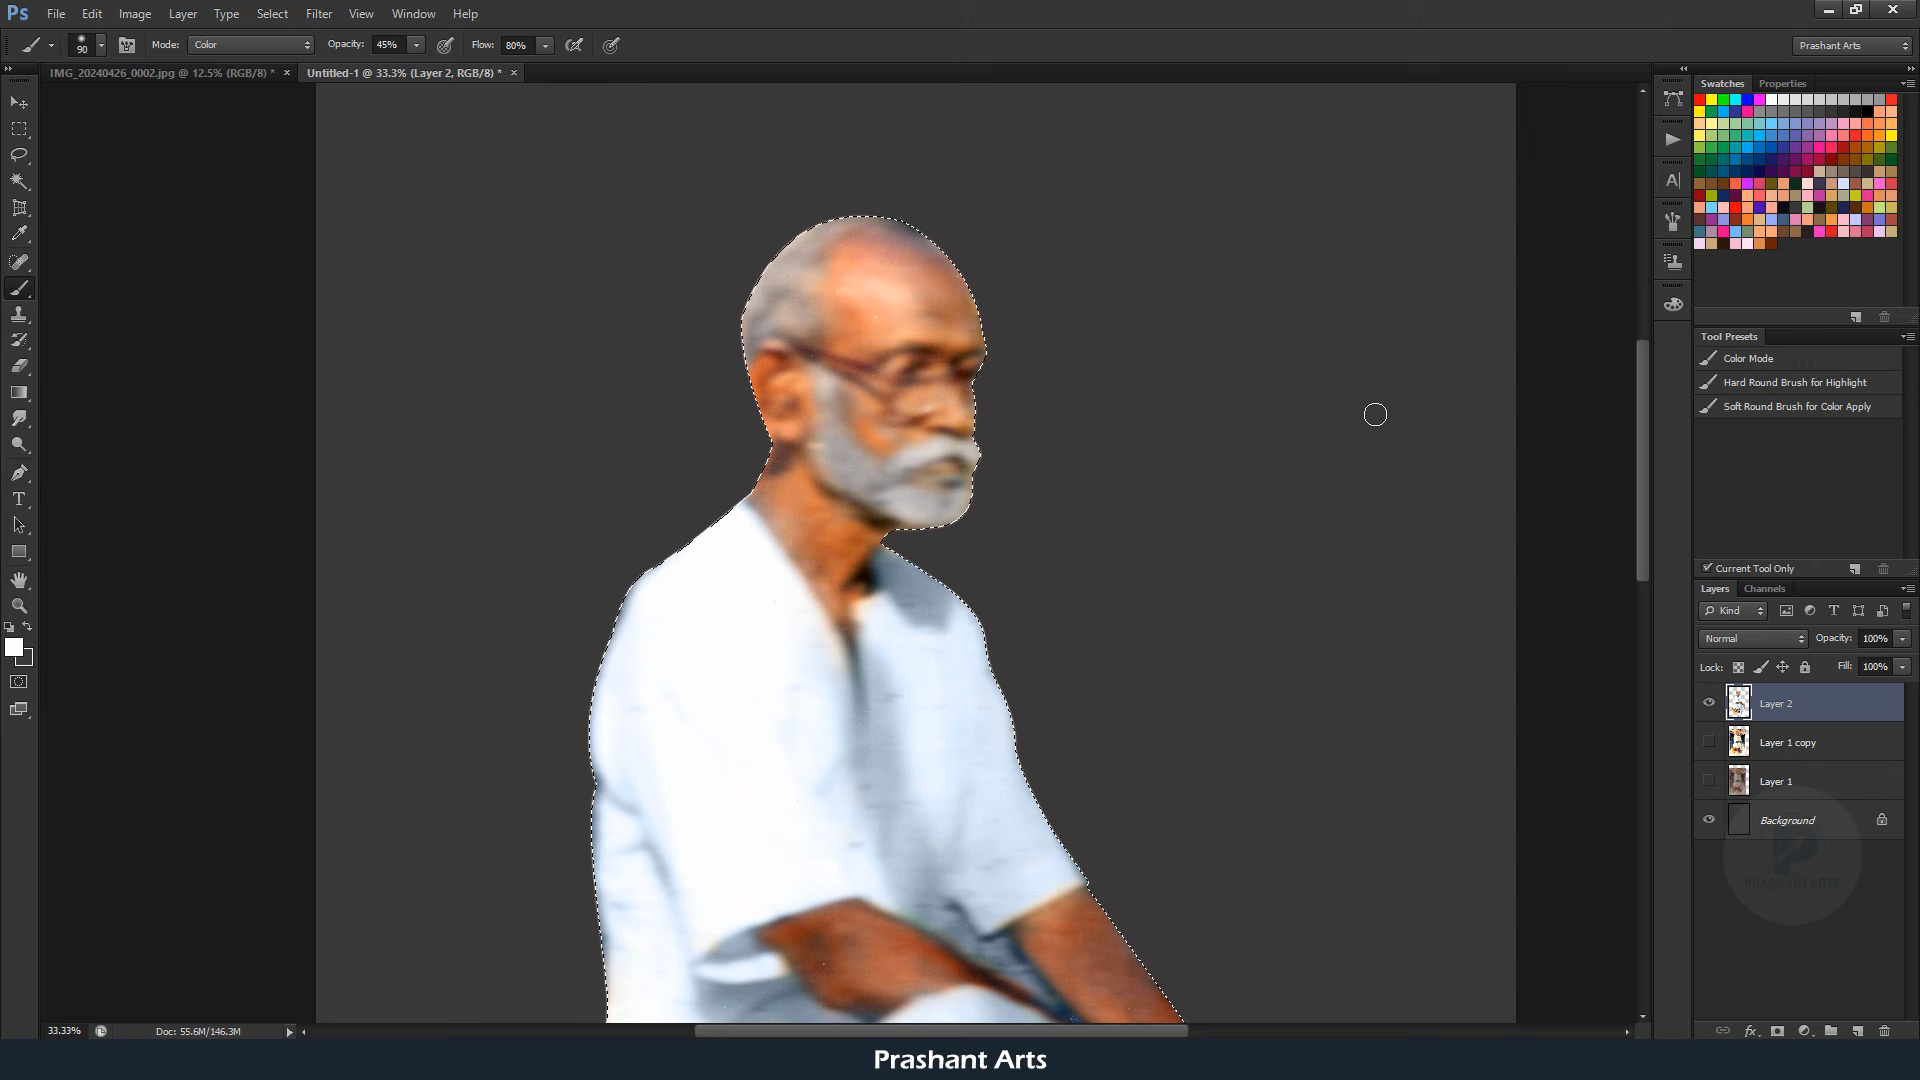 Ps File Edit Image Layer Type Select Filter View Window Help
90 Mode: Color Opacity: 45% Flow: 80% Prashant Arts
IMG_20240426_0002.jpg @ 12.5% (RGB/8) * × Untitled-1 @ 33.3% (Layer 2, RGB/8) * ×
Swatches Properties
Tool Presets
Color Mode
Hard Round Brush for Highlight
Soft Round Brush for Color Apply
Current Tool Only
Layers Channels
Kind
Normal Opacity: 100%
Lock: Fill: 100%
Layer 2
Layer 1 copy
Layer 1
Background
PRASHANT ARTS
33.33% Doc: 55.6M/146.3M
Prashant Arts